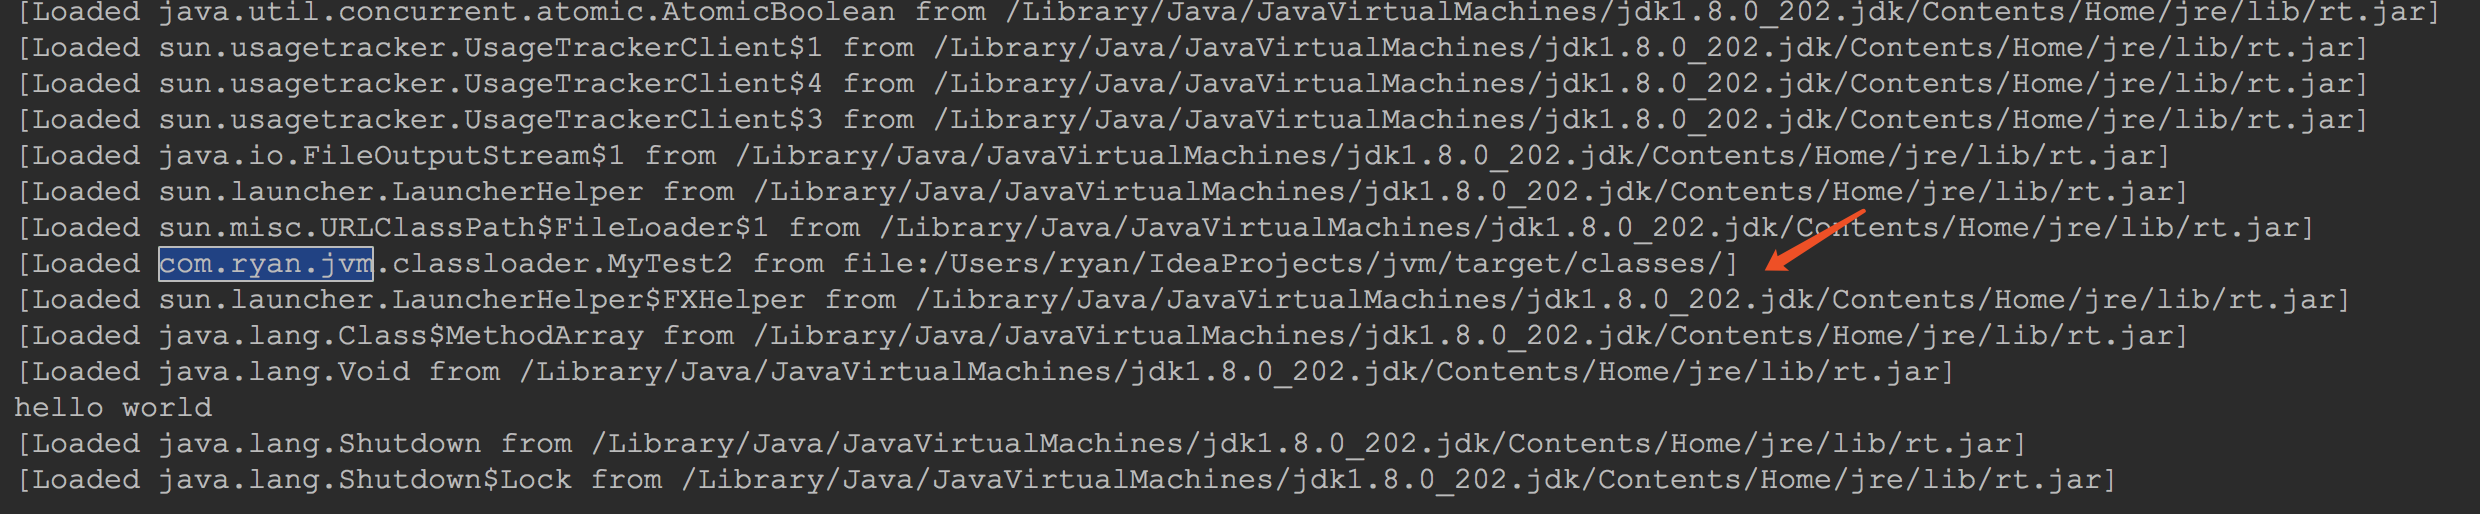 [Loaded java.util.concurrent.atomic.AtomicBoolean from /Library/Java/JavaVirtualMachines/jdk1.8.0_202.jdk/Contents/Home/jre/lib/rt.jar]
[Loaded sun.usagetracker.UsageTrackerClient$1 from /Library/Java/JavaVirtualMachines/jdk1.8.0_202.jdk/Contents/Home/jre/lib/rt.jar]
[Loaded sun.usagetracker.UsageTrackerClient$4 from /Library/Java/JavaVirtualMachines/jdk1.8.0_202.jdk/Contents/Home/jre/lib/rt.jar]
[Loaded sun.usagetracker.UsageTrackerClient$3 from /Library/Java/JavaVirtualMachines/jdk1.8.0_202.jdk/Contents/Home/jre/lib/rt.jar]
[Loaded java.io.FileOutputStream$1 from /Library/Java/JavaVirtualMachines/jdk1.8.0_202.jdk/Contents/Home/jre/lib/rt.jar]
[Loaded sun.launcher.LauncherHelper from /Library/Java/JavaVirtualMachines/jdk1.8.0_202.jdk/Contents/Home/jre/lib/rt.jar]
[Loaded sun.misc.URLClassPath$FileLoader$1 from /Library/Java/JavaVirtualMachines/jdk1.8.0_202.jdk/Contents/Home/jre/lib/rt.jar]
[Loaded com.ryan.jvm.classloader.MyTest2 from file:/Users/ryan/IdeaProjects/jvm/target/classes/]
[Loaded sun.launcher.LauncherHelper$FXHelper from /Library/Java/JavaVirtualMachines/jdk1.8.0_202.jdk/Contents/Home/jre/lib/rt.jar]
[Loaded java.lang.Class$MethodArray from /Library/Java/JavaVirtualMachines/jdk1.8.0_202.jdk/Contents/Home/jre/lib/rt.jar]
[Loaded java.lang.Void from /Library/Java/JavaVirtualMachines/jdk1.8.0_202.jdk/Contents/Home/jre/lib/rt.jar]
hello world
[Loaded java.lang.Shutdown from /Library/Java/JavaVirtualMachines/jdk1.8.0_202.jdk/Contents/Home/jre/lib/rt.jar]
[Loaded java.lang.Shutdown$Lock from /Library/Java/JavaVirtualMachines/jdk1.8.0_202.jdk/Contents/Home/jre/lib/rt.jar]